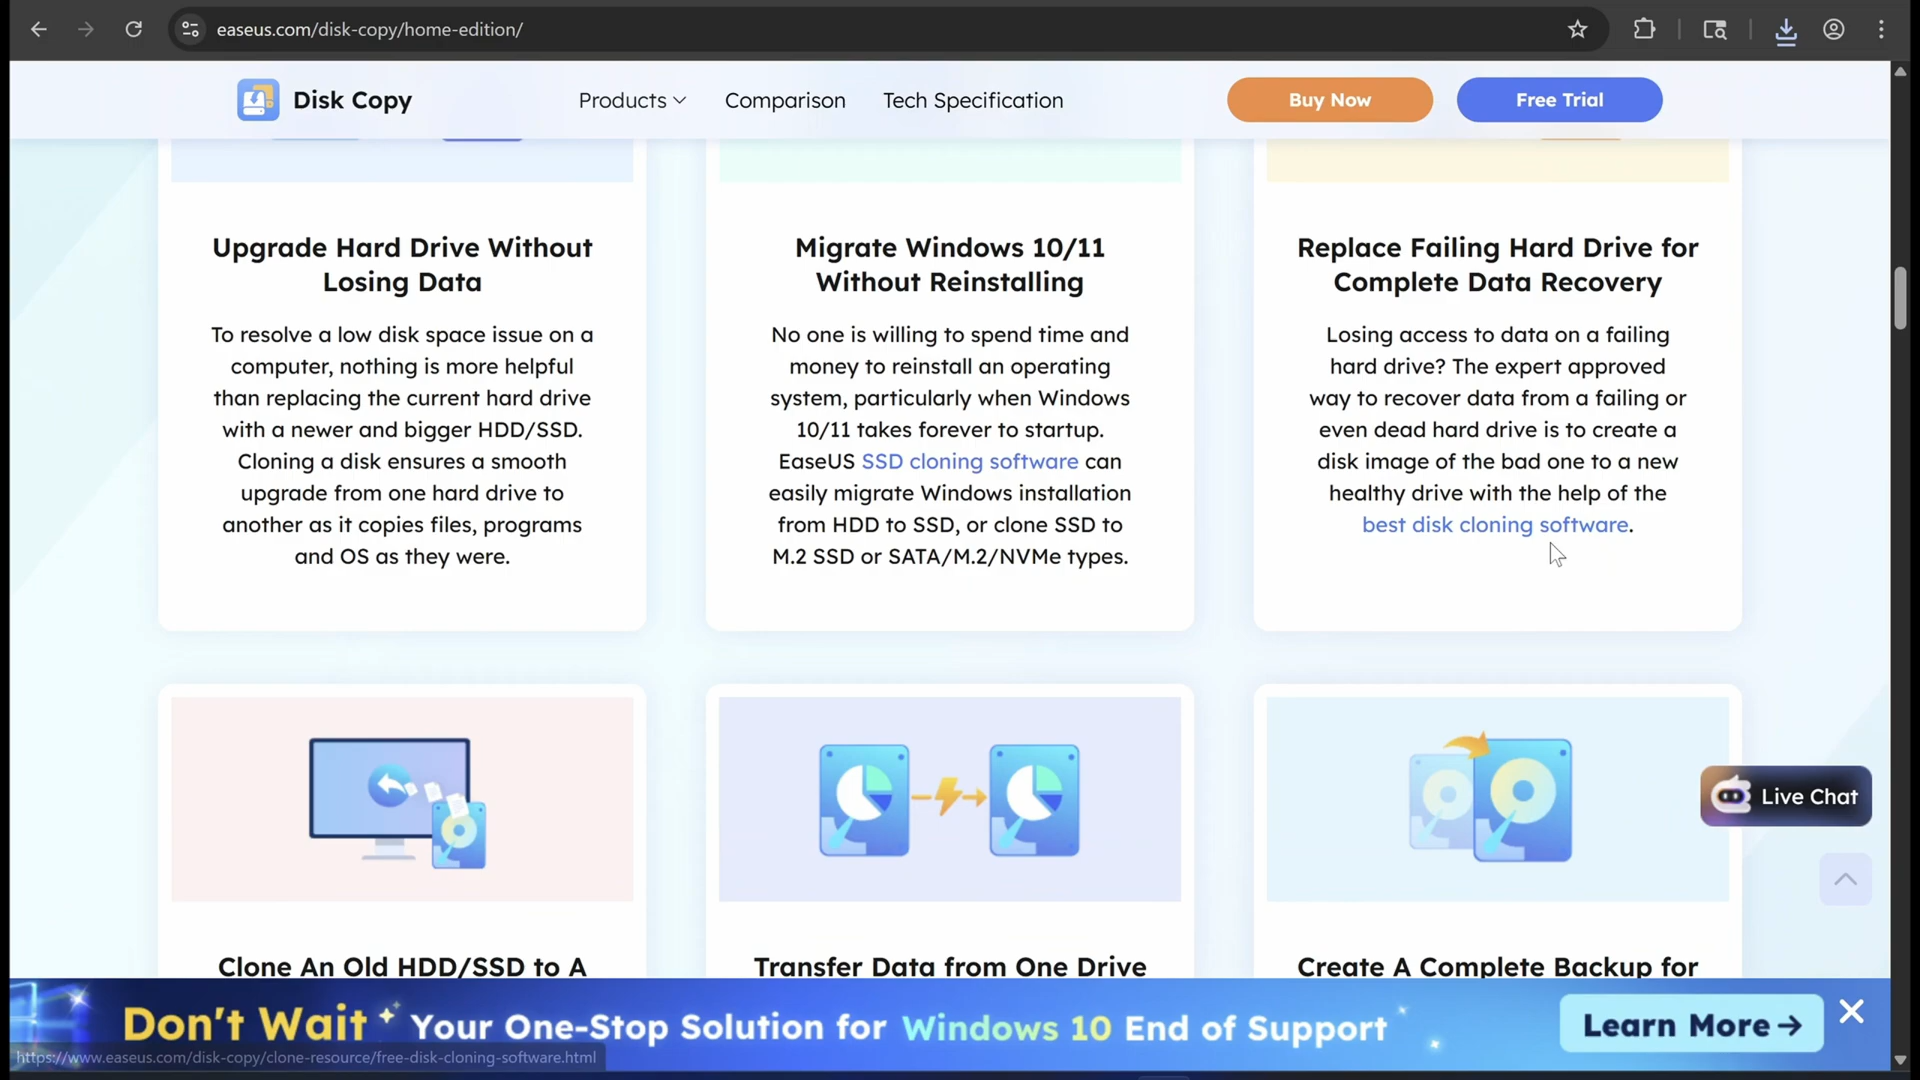 easeus.com/disk-copy/home-edition/
Disk Copy
Products
Comparison
Tech Specification
Buy Now
Free Trial
Upgrade Hard Drive Without
Losing Data
To resolve a low disk space issue on a
computer, nothing is more helpful
than replacing the current hard drive
with a newer and bigger HDD/SSD.
Cloning a disk ensures a smooth
upgrade from one hard drive to
another as it copies files, programs
and OS as they were.
Migrate Windows 10/11
Without Reinstalling
No one is willing to spend time and
money to reinstall an operating
system, particularly when Windows
10/11 takes forever to startup.
EaseUS SSD cloning software can
easily migrate Windows installation
from HDD to SSD, or clone SSD to
M.2 SSD or SATA/M.2/NVMe types.
Replace Failing Hard Drive for
Complete Data Recovery
Losing access to data on a failing
hard drive? The expert approved
way to recover data from a failing or
even dead hard drive is to create a
disk image of the bad one to a new
healthy drive with the help of the
best disk cloning software.
Live Chat
Clone An Old HDD/SSD to A
Transfer Data from One Drive
Create A Complete Backup for
Don't Wait Your One-Stop Solution for Windows 10 End of Support
Learn More→
https://www.easeus.com/disk-copy/clone-resource/free-disk-cloning-software.html